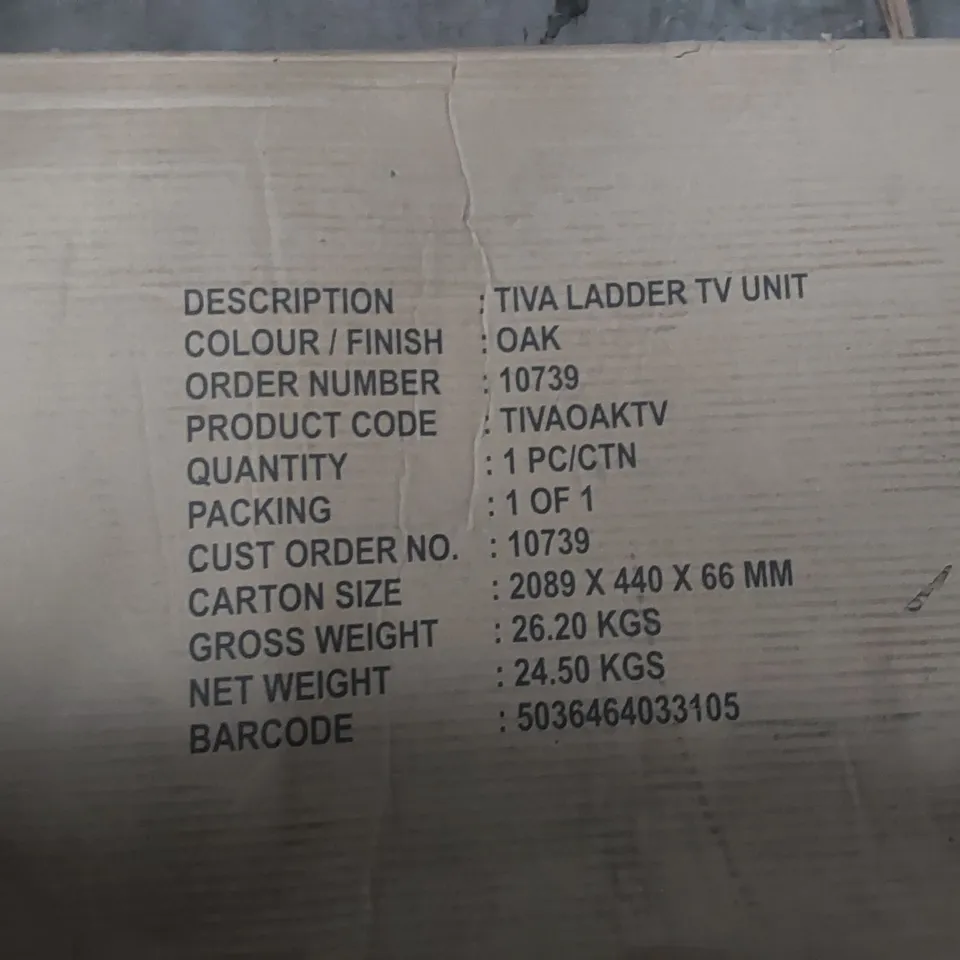 DESCRIPTION : TIVA LADDER TV UNIT
COLOUR / FINISH : OAK
ORDER NUMBER : 10739
PRODUCT CODE : TIVAOAKTV
QUANTITY : 1 PC/CTN
PACKING : 1 OF 1
CUST ORDER NO. : 10739
CARTON SIZE : 2089 X 440 X 66 MM
GROSS WEIGHT : 26.20 KGS
NET WEIGHT : 24.50 KGS
BARCODE : 5036464033105